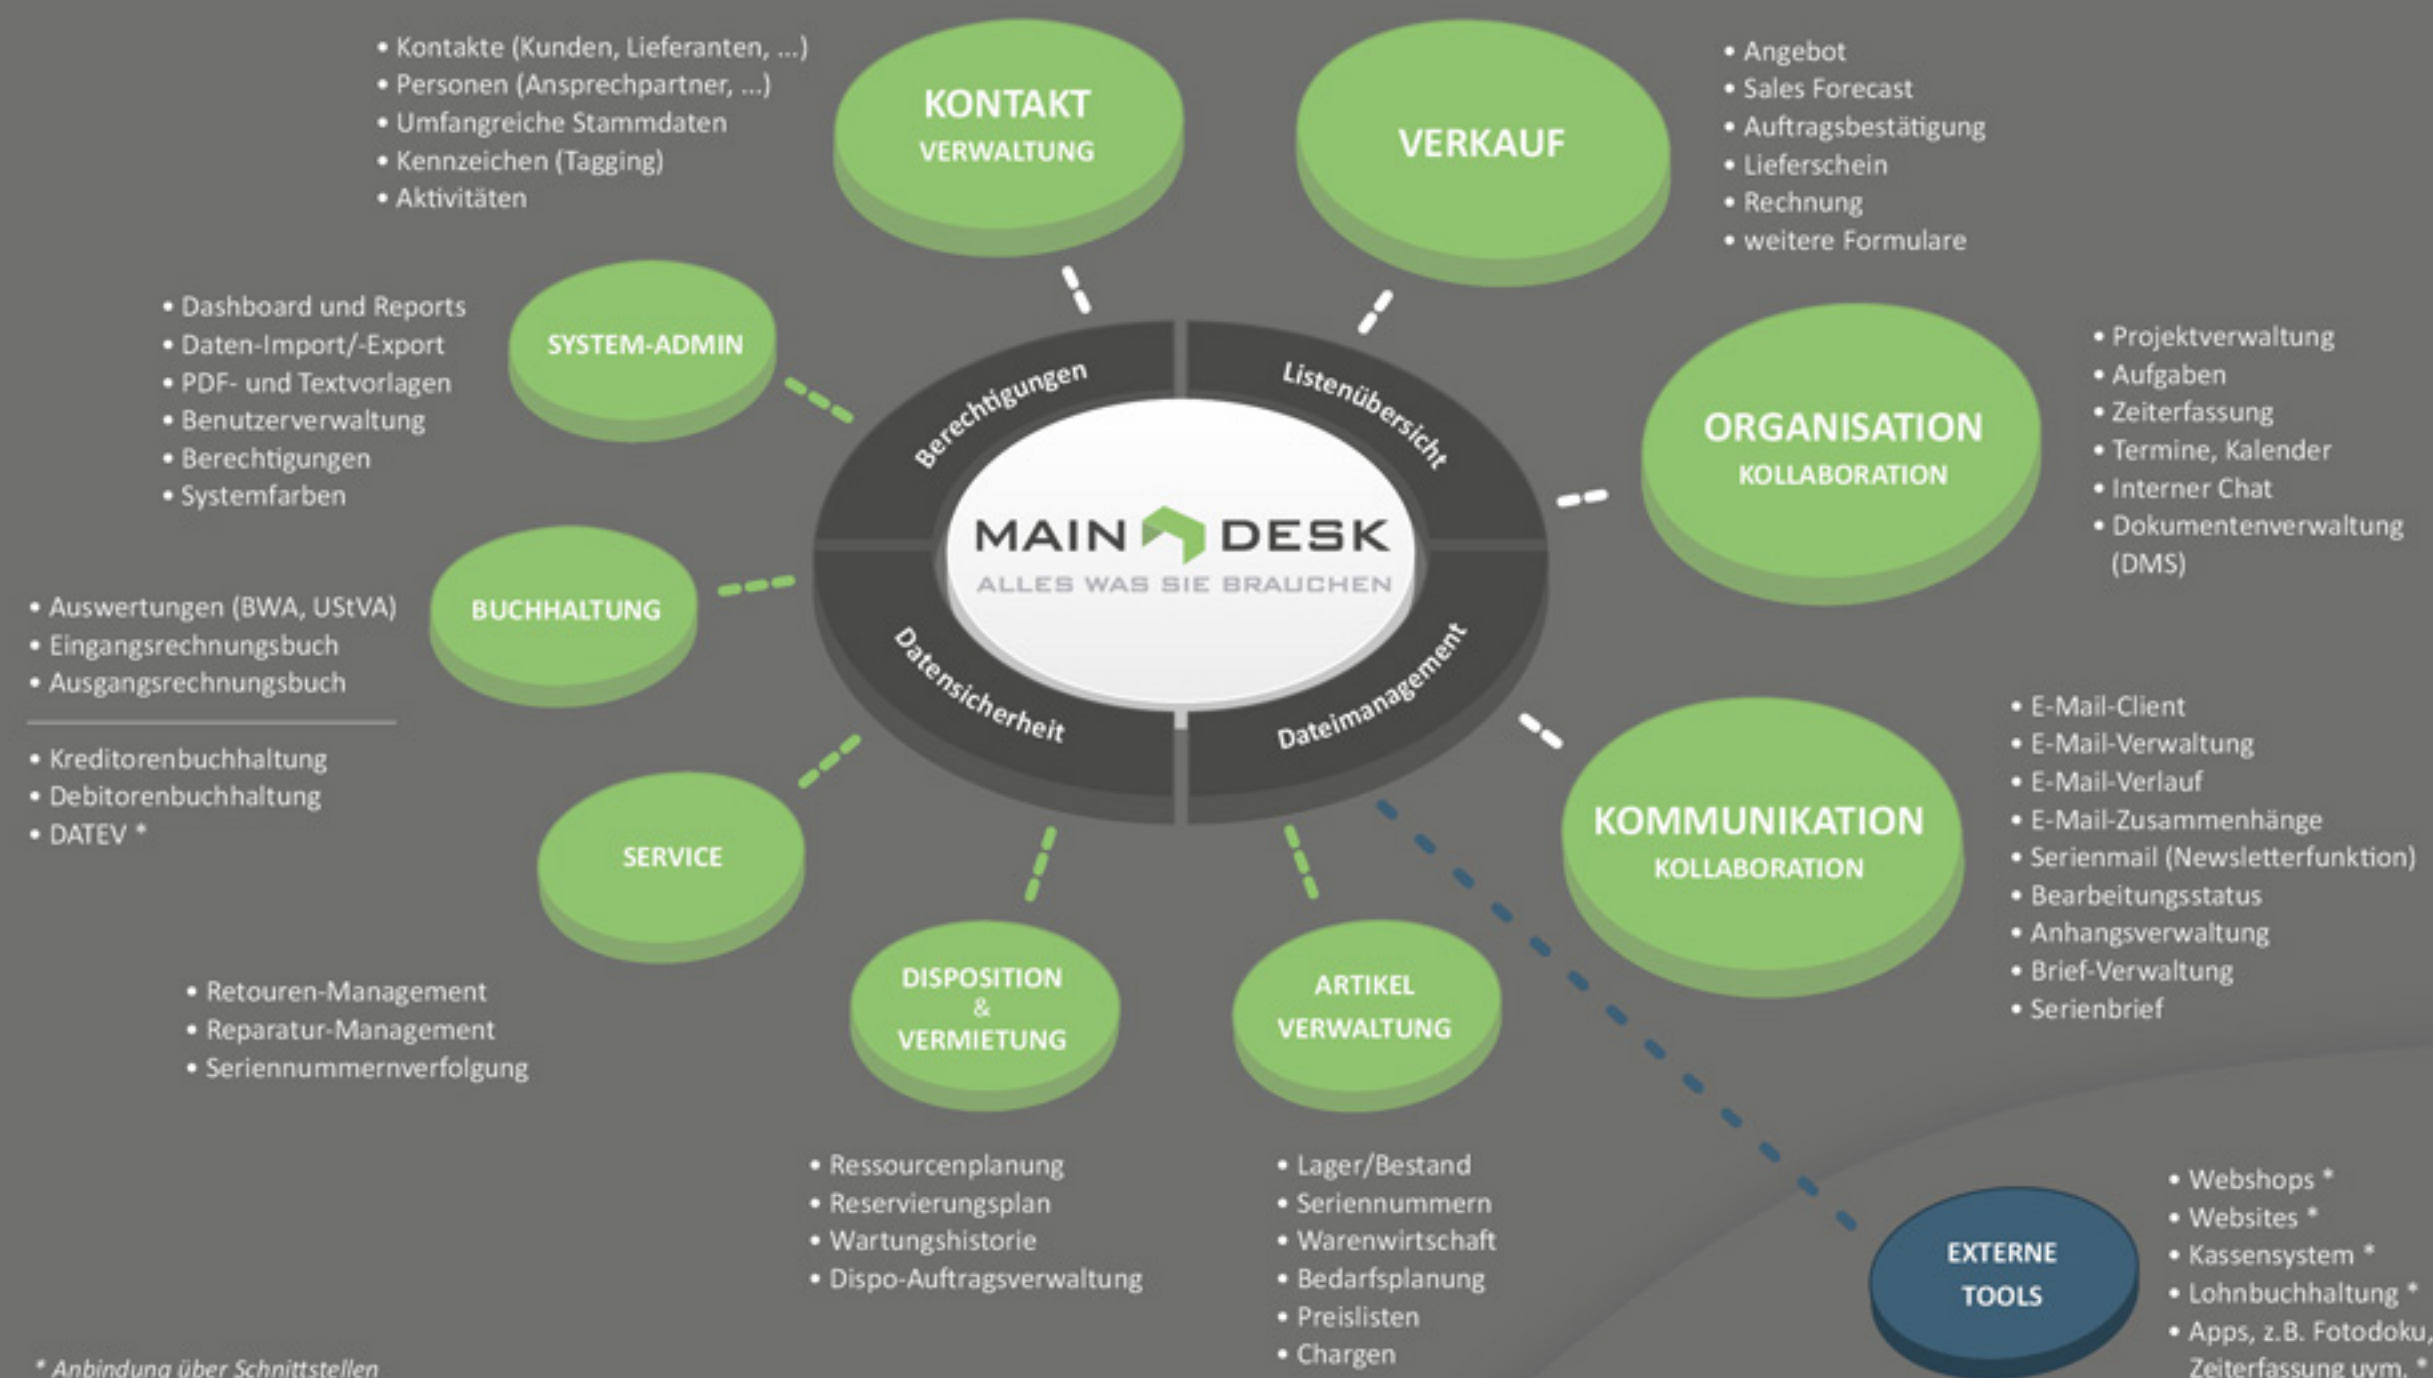 • Kontakte (Kunden, Lieferanten, ...)
• Personen (Ansprechpartner, ...)
• Umfangreiche Stammdaten
• Kennzeichen (Tagging)
• Aktivitäten
KONTAKT
VERWALTUNG
VERKAUF
• Angebot
• Sales Forecast
• Auftragsbestätigung
• Lieferschein
• Rechnung
• weitere Formulare
• Dashboard und Reports
• Daten-Import/-Export
• PDF- und Textvorlagen
• Benutzerverwaltung
• Berechtigungen
• Systemfarben
SYSTEM-ADMIN
Berechtigungen
Listenübersicht
MAIN DESK
ALLES WAS SIE BRAUCHEN
Datensicherheit
Dateimanagement
ORGANISATION
KOLLABORATION
• Projektverwaltung
• Aufgaben
• Zeiterfassung
• Termine, Kalender
• Interner Chat
• Dokumentenverwaltung
(DMS)
• Auswertungen (BWA, UStVA)
• Eingangsrechnungsbuch
• Ausgangsrechnungsbuch
• Kreditorenbuchhaltung
• Debitorenbuchhaltung
• DATEV *
BUCHHALTUNG
KOMMUNIKATION
KOLLABORATION
• E-Mail-Client
• E-Mail-Verwaltung
• E-Mail-Verlauf
• E-Mail-Zusammenhänge
• Serienmail (Newsletterfunktion)
• Bearbeitungsstatus
• Anhangsverwaltung
• Brief-Verwaltung
• Serienbrief
SERVICE
• Retouren-Management
• Reparatur-Management
• Seriennummernverfolgung
DISPOSITION
&
VERMIETUNG
• Ressourcenplanung
• Reservierungsplan
• Wartungshistorie
• Dispo-Auftragsverwaltung
ARTIKEL
VERWALTUNG
• Lager/Bestand
• Seriennummern
• Warenwirtschaft
• Bedarfsplanung
• Preislisten
• Chargen
EXTERNE
TOOLS
• Webshops *
• Websites *
• Kassensystem *
• Lohnbuchhaltung *
• Apps, z.B. Fotodoku,
Zeiterfassung uvm. *
* Anbindung über Schnittstellen